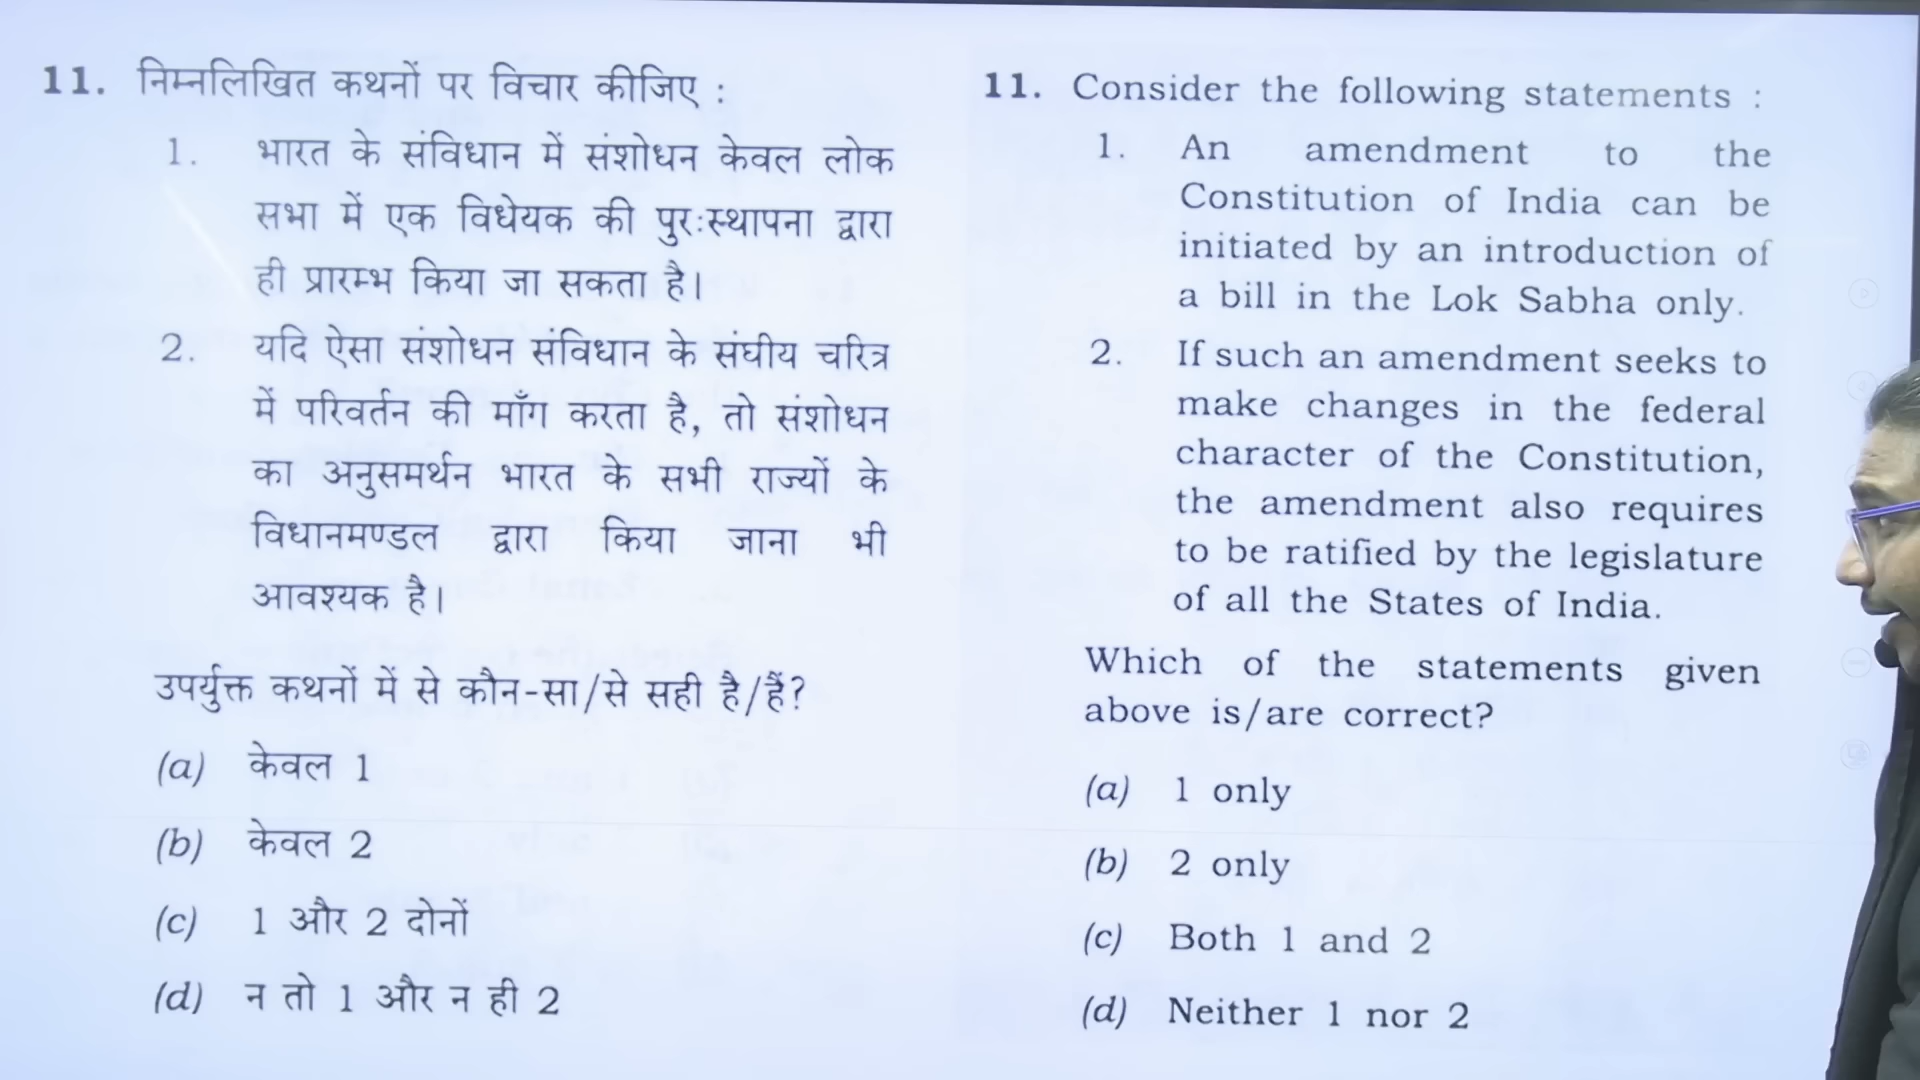 11. निम्नलिखित कथनों पर विचार कीजिए :
1. भारत के संविधान में संशोधन केवल लोक
सभा में एक विधेयक की पुर:स्थापना द्वारा
ही प्रारम्भ किया जा सकता है।
2. यदि ऐसा संशोधन संविधान के संघीय चरित्र
में परिवर्तन की माँग करता है, तो संशोधन
का अनुसमर्थन भारत के सभी राज्यों के
विधानमण्डल द्वारा किया जाना भी
आवश्यक है।
उपर्युक्त कथनों में से कौन-सा/से सही है/हैं?
(a) केवल 1
(b) केवल 2
(c) 1 और 2 दोनों
(d) न तो 1 और न ही 2
11. Consider the following statements :
1. An amendment to the
Constitution of India can be
initiated by an introduction of
a bill in the Lok Sabha only.
2. If such an amendment seeks to
make changes in the federal
character of the Constitution,
the amendment also requires
to be ratified by the legislature
of all the States of India.
Which of the statements given
above is/are correct?
(a) 1 only
(b) 2 only
(c) Both 1 and 2
(d) Neither 1 nor 2